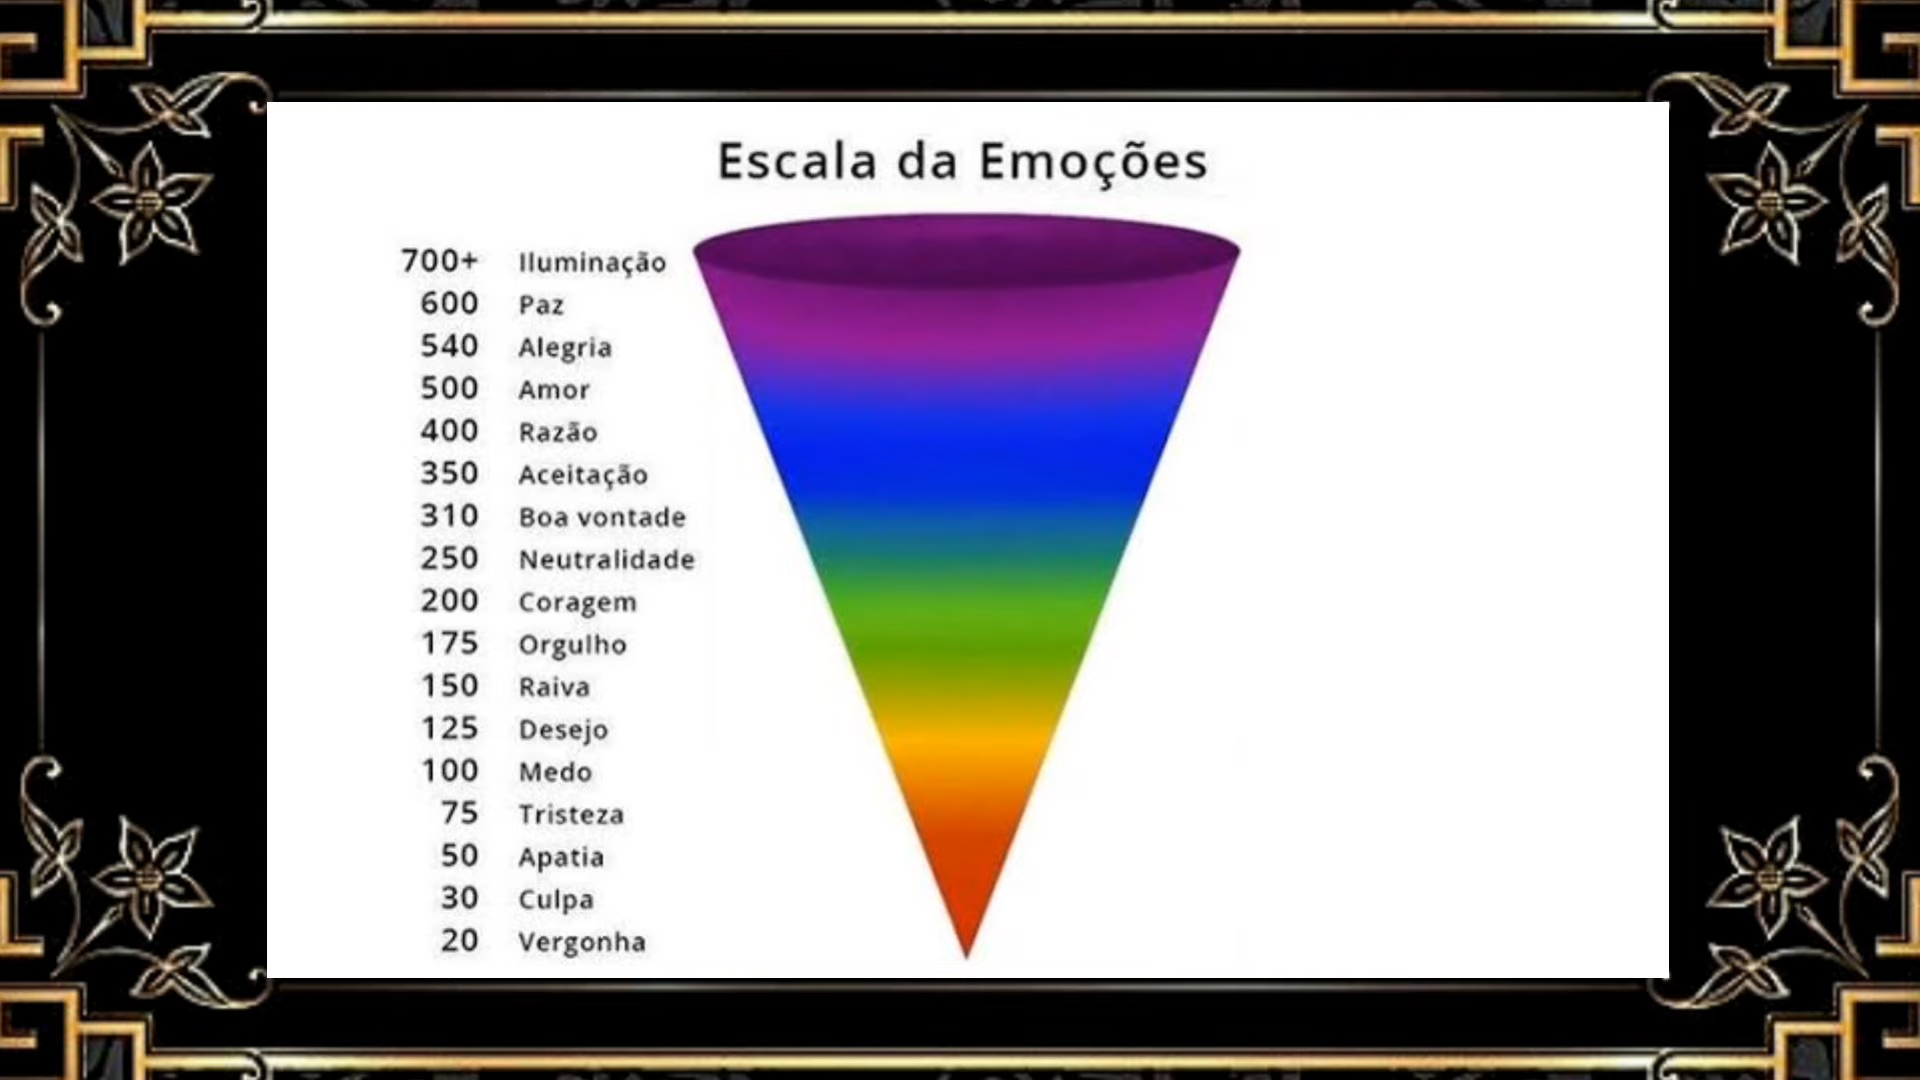 Escala da Emoções
700+ Iluminação
600 Paz
540 Alegria
500 Amor
400 Razão
350 Aceitação
310 Boa vontade
250 Neutralidade
200 Coragem
175 Orgulho
150 Raiva
125 Desejo
100 Medo
75 Tristeza
50 Apatia
30 Culpa
20 Vergonha